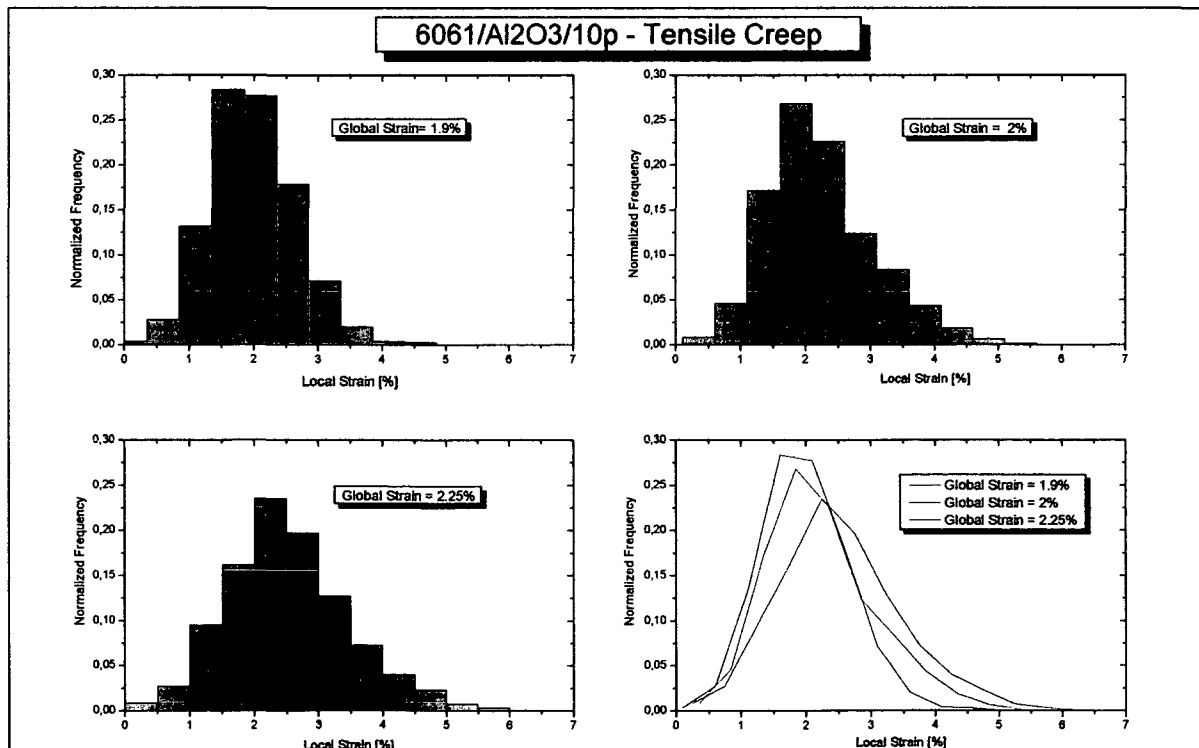 6061/Al2O3/10p - Tensile Creep
0,30
0,25
0,20
0,15
0,10
0,05
0,00
Normalized Frequency
Global Strain= 1.9%
0 1 2 3 4 5 6 7
Local Strain [%]
0,30
0,25
0,20
0,15
0,10
0,05
0,00
Normalized Frequency
Global Strain = 2%
1 2 3 4 5 6 7
Local Strain [%]
0,30
0,25
0,20
0,15
0,10
0,05
0,00
Normalized Frequency
Global Strain = 2.25%
0 1 2 3 4 5 6 7
Local Strain [%]
0,30
0,25
0,20
0,15
0,10
0,05
0,00
Normalized Frequency
Global Strain = 1.9%
Global Strain = 2%
Global Strain = 2.25%
0 1 2 3 4 5 6 7
Local Strain [%]